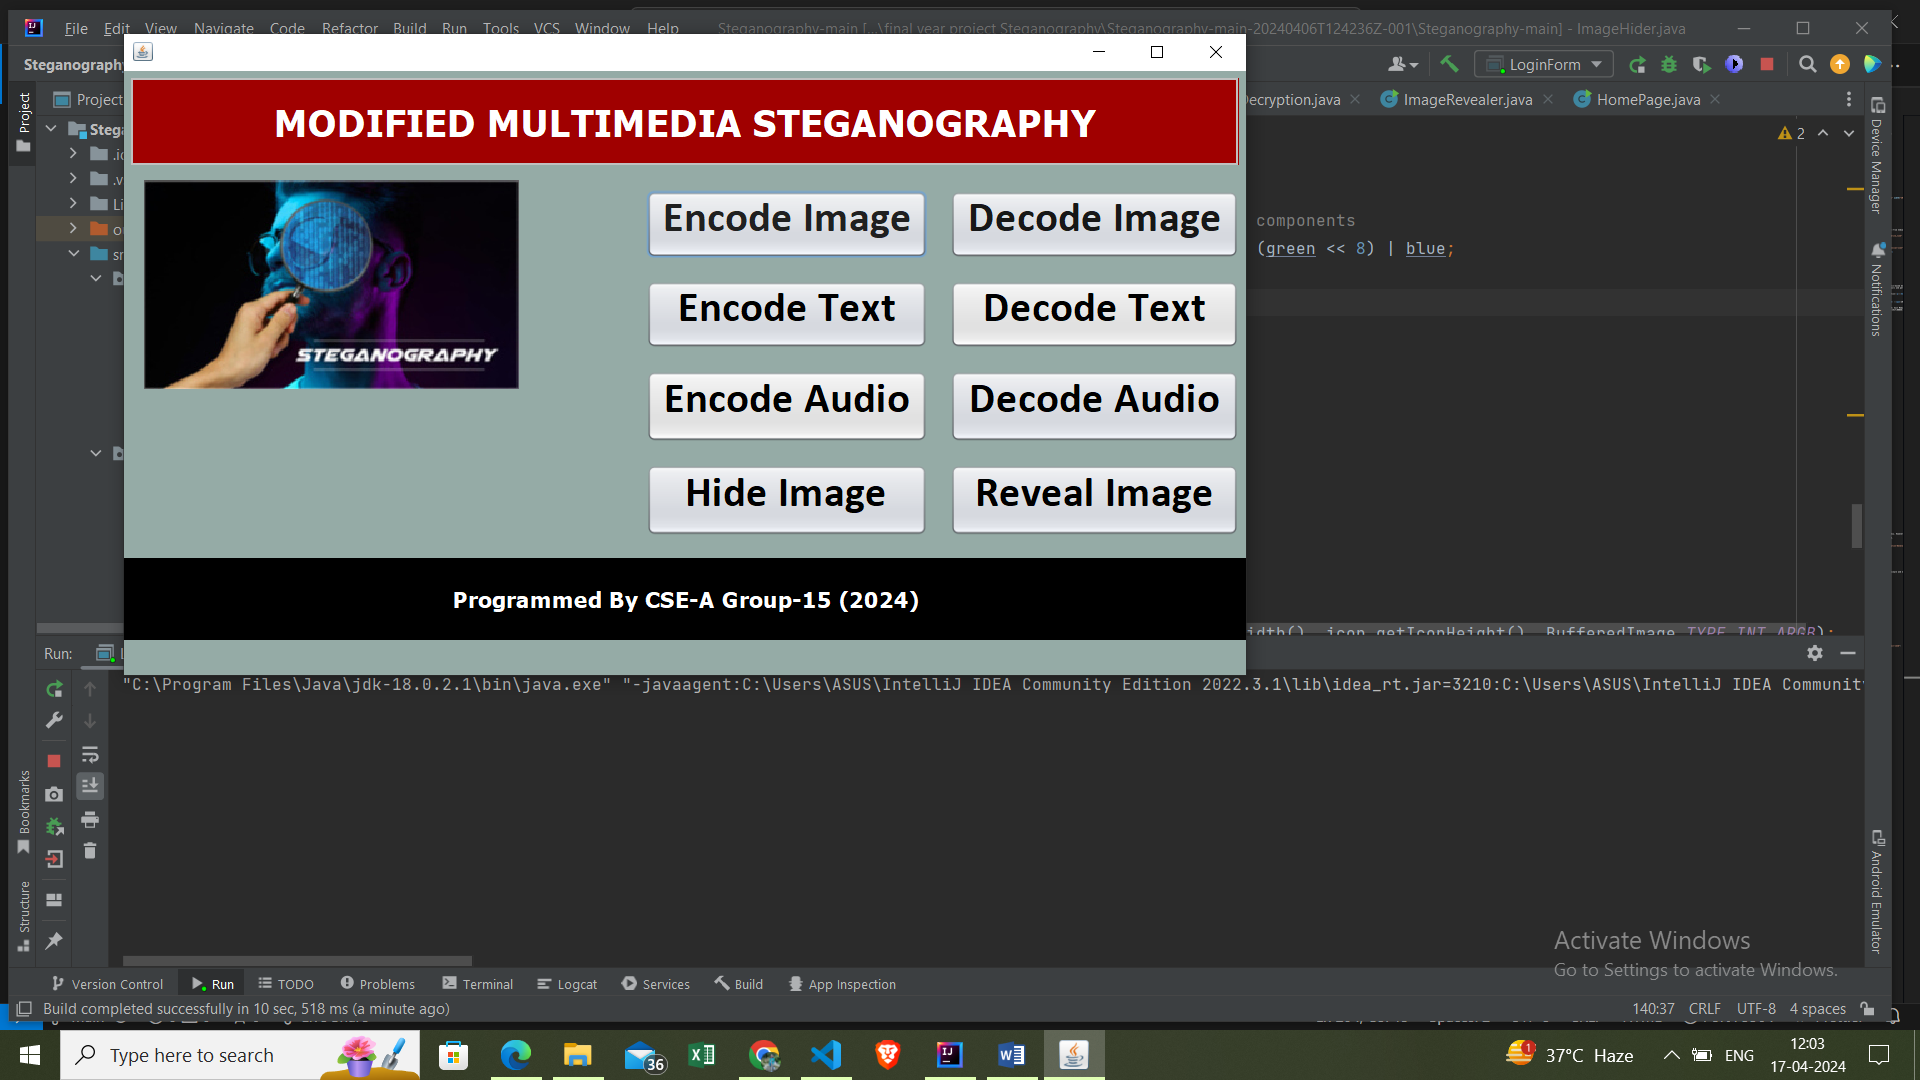 File Edit View Navigate Code Refactor Build Run Tools VCS Window Help
Steganography-main [...\final year project Steganography\Steganography-main-20240406T124236Z-001\Steganography-main] - ImageHider.java
Steganography
LoginForm
Project
ecryption.java ImageRevealer.java HomePage.java
2
MODIFIED MULTIMEDIA STEGANOGRAPHY
STEGANOGRAPHY
Encode Image Decode Image
Encode Text Decode Text
Encode Audio Decode Audio
Hide Image Reveal Image
Programmed By CSE-A Group-15 (2024)
Project
Stega
.v
Li
components
(green << 8) | blue;
icon.getIconHeight(), BufferedImage.TYPE_INT_ARGB);
Device Manager
Notifications
Android Emulator
Bookmarks
Structure
Run:
"C:\Program Files\Java\jdk-18.0.2.1\bin\java.exe" "-javaagent:C:\Users\ASUS\IntelliJ IDEA Community Edition 2022.3.1\lib\idea_rt.jar=3210:C:\Users\ASUS\IntelliJ IDEA Communit
Activate Windows
Go to Settings to activate Windows.
Version Control Run TODO Problems Terminal Logcat Services Build App Inspection
Build completed successfully in 10 sec, 518 ms (a minute ago)
140:37 CRLF UTF-8 4 spaces
Type here to search
36
1
37°C Haze
ENG
12:03
17-04-2024